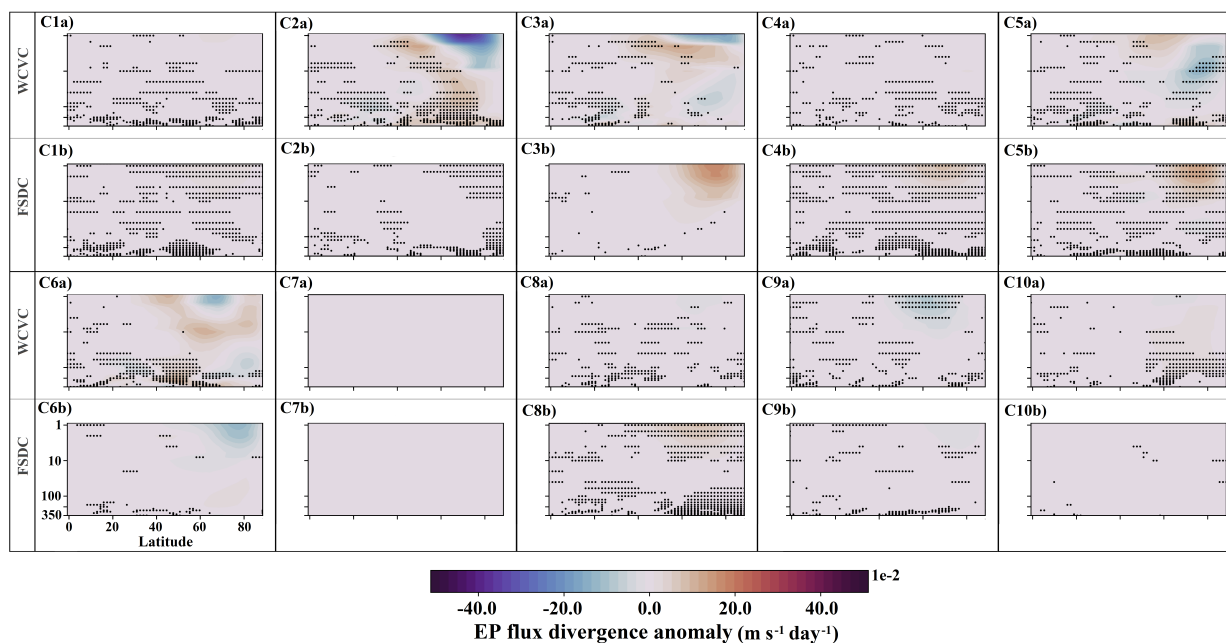 C1a) C2a) C3a) C4a) C5a)
WCVC
C1b) C2b) C3b) C4b) C5b)
FSDC
C6a) C7a) C8a) C9a) C10a)
WCVC
C6b) C7b) C8b) C9b) C10b)
FSDC
1
10
100
350
0 20 40 60 80
Latitude
1e-2
-40.0 -20.0 0.0 20.0 40.0
EP flux divergence anomaly (m s⁻¹ day⁻¹)